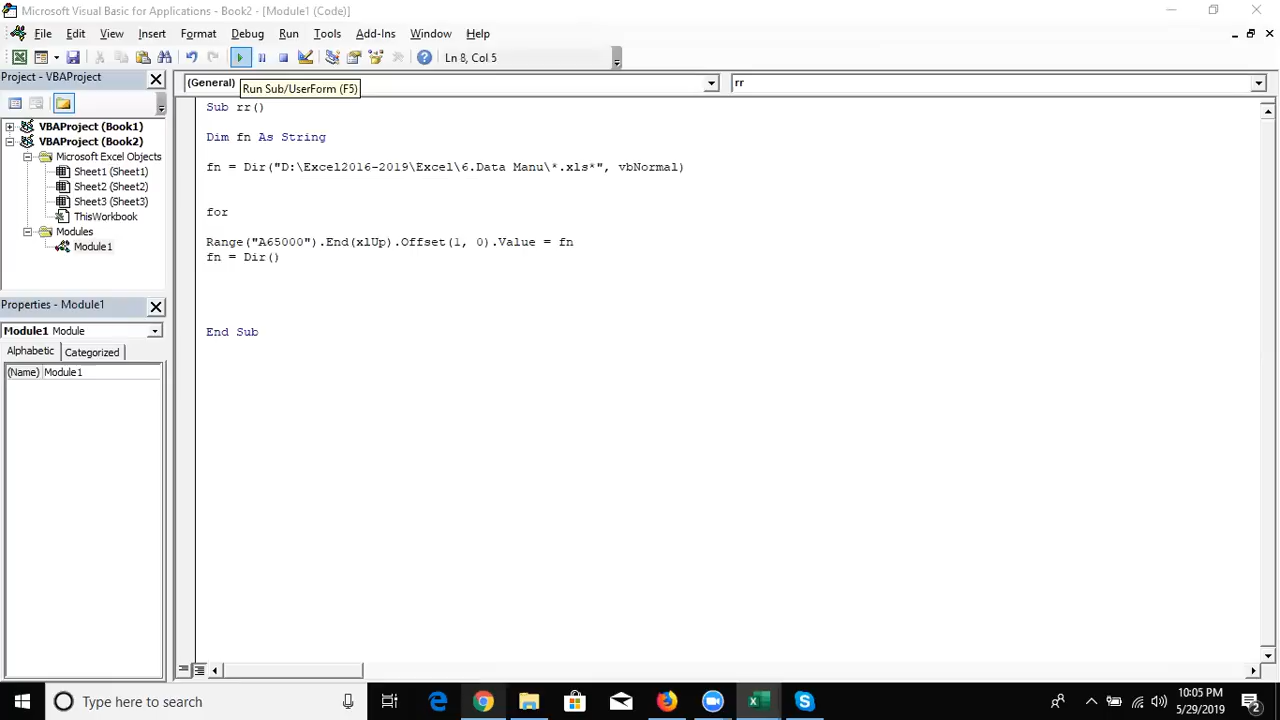 Microsoft Visual Basic for Applications - Book2 - [Module1 (Code)]
File Edit View Insert Format Debug Run Tools Add-Ins Window Help
Ln 8, Col 5
Project - VBAProject
(General)
rr
Run Sub/UserForm (F5)
VBAProject (Book1)
VBAProject (Book2)
Microsoft Excel Objects
Sheet1 (Sheet1)
Sheet2 (Sheet2)
Sheet3 (Sheet3)
ThisWorkbook
Modules
Module1
Properties - Module1
Module1 Module
Alphabetic Categorized
(Name) Module1
Sub rr()
Dim fn As String
fn = Dir("D:\Excel2016-2019\Excel\6.Data Manu\*.xls*", vbNormal)
for
Range("A65000").End(xlUp).Offset(1, 0).Value = fn
fn = Dir()
End Sub
Type here to search
10:05 PM
5/29/2019
2